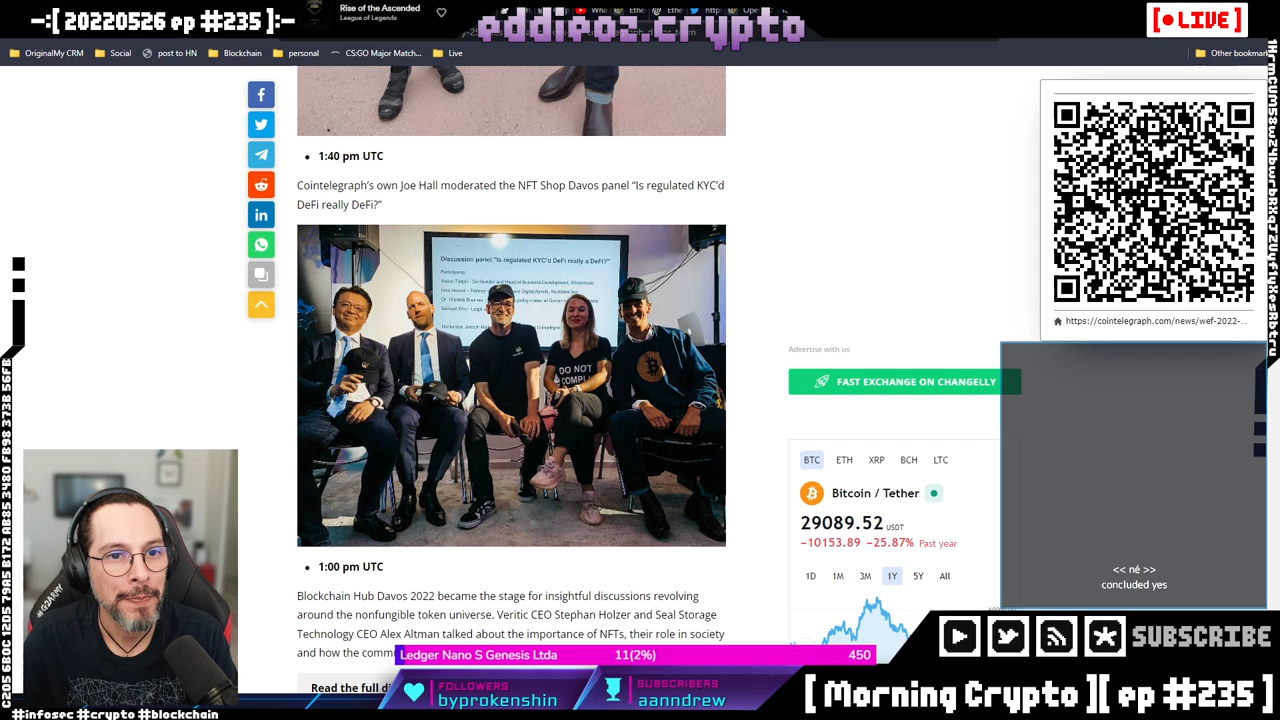 —:[ 20220526 ep #235 ]:—
Rise of the Ascended
League of Legends
eddieoz.crypto
[● LIVE]
OriginalMy CRM
Social
post to HN
Blockchain
personal
CS:GO Major Match...
Live
Other bookmar
1:40 pm UTC
Cointelegraph's own Joe Hall moderated the NFT Shop Davos panel “Is regulated KYC'd
DeFi really DeFi?”
Discussion panel "Is regulated KYC'd DeFi really a DeFi?"
DO NOT
COMPLY
https://cointelegraph.com/news/wef-2022-...
Advertise with us
FAST EXCHANGE ON CHANGELLY
BTC
ETH
XRP
BCH
LTC
Bitcoin / Tether
29089.52 USDT
−10153.89 −25.87% Past year
1D
1M
3M
1Y
5Y
All
<< né >>
concluded yes
1:00 pm UTC
Blockchain Hub Davos 2022 became the stage for insightful discussions revolving
around the nonfungible token universe. Veritic CEO Stephan Holzer and Seal Storage
Technology CEO Alex Altman talked about the importance of NFTs, their role in society
and how the comm
Read the full di
Ledger Nano S Genesis Ltda
11(2%)
450
FOLLOWERS
byprokenshin
SUBSCRIBERS
aanndrew
SUBSCRIBE
[ Morning Crypto ][ ep #235 ]
#infosec #crypto #blockchain